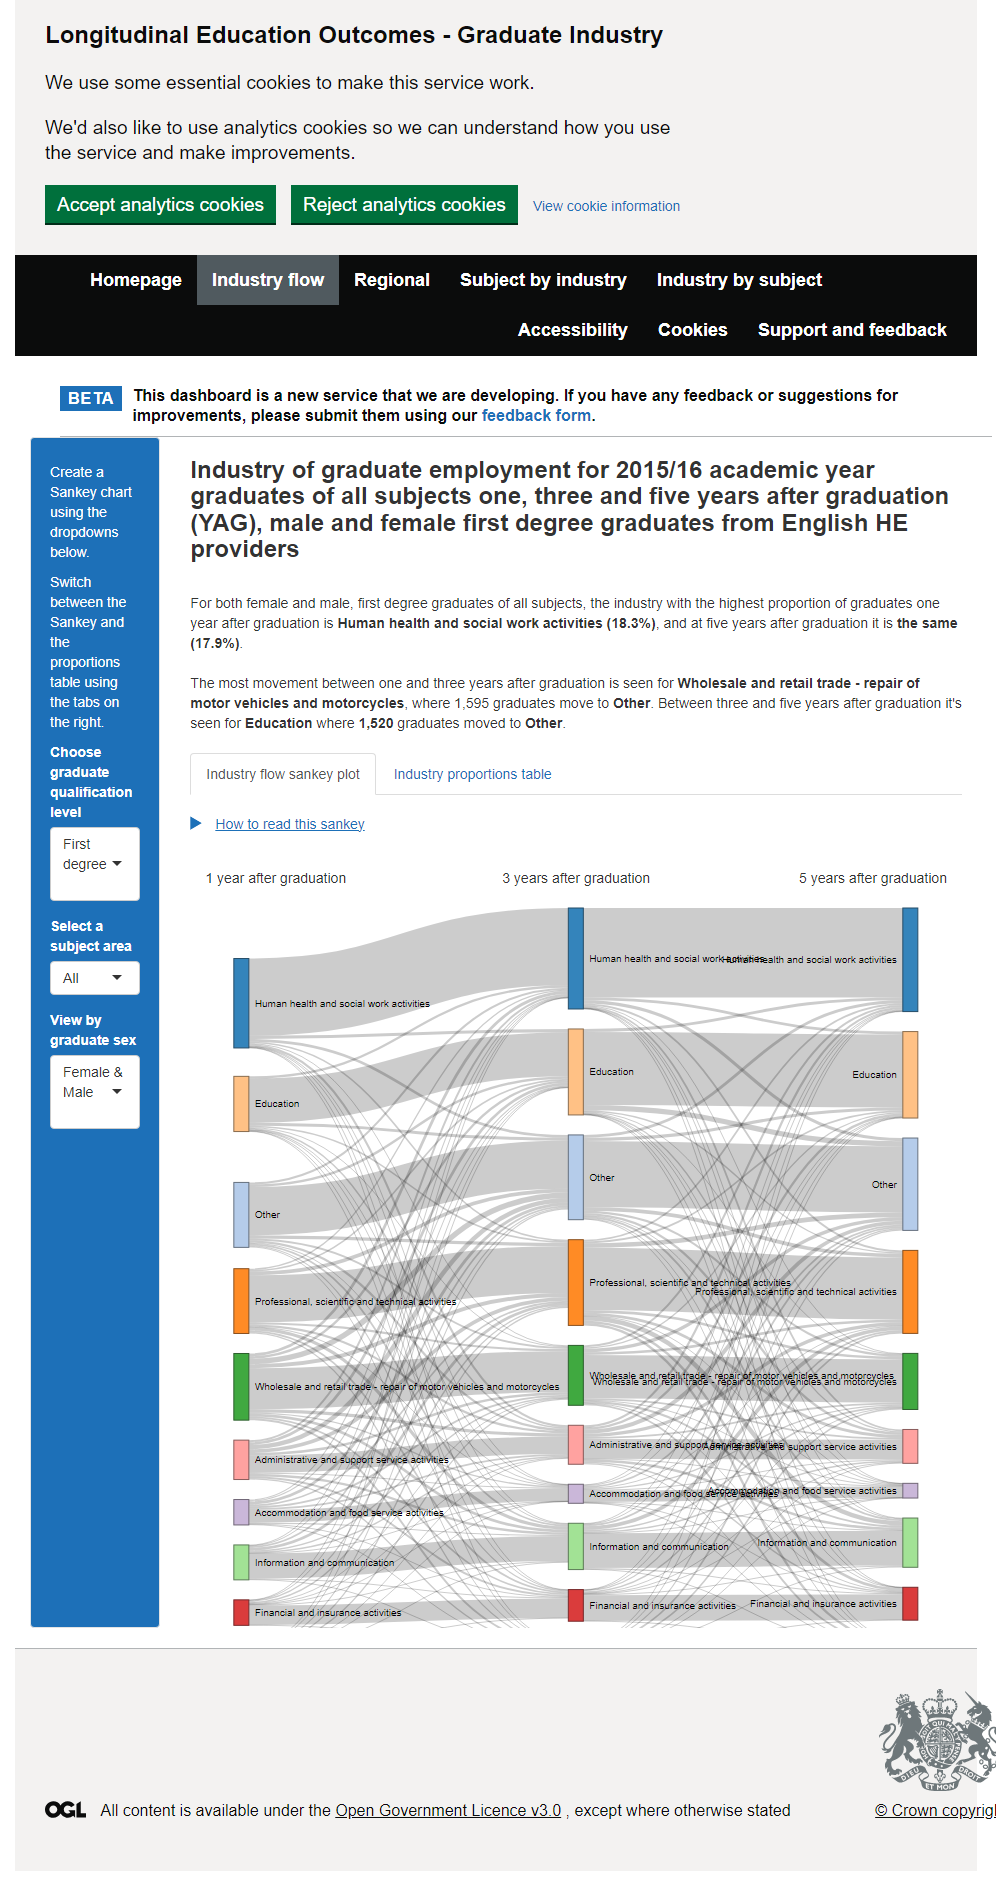 Longitudinal Education Outcomes - Graduate Industry
We use some essential cookies to make this service work.
We'd also like to use analytics cookies so we can understand how you use
the service and make improvements.
Accept analytics cookies Reject analytics cookies View cookie information
Homepage Industry flow Regional Subject by industry Industry by subject
Accessibility Cookies Support and feedback
BETA This dashboard is a new service that we are developing. If you have any feedback or suggestions for
improvements, please submit them using our feedback form.
Create a
Sankey chart
using the
dropdowns
below.
Switch
between the
Sankey and
the
proportions
table using
the tabs on
the right.
Choose
graduate
qualification
level
First
degree
Select a
subject area
All
View by
graduate sex
Female &
Male
Industry of graduate employment for 2015/16 academic year
graduates of all subjects one, three and five years after graduation
(YAG), male and female first degree graduates from English HE
providers
For both female and male, first degree graduates of all subjects, the industry with the highest proportion of graduates one
year after graduation is Human health and social work activities (18.3%), and at five years after graduation it is the same
(17.9%).
The most movement between one and three years after graduation is seen for Wholesale and retail trade - repair of
motor vehicles and motorcycles, where 1,595 graduates move to Other. Between three and five years after graduation it's
seen for Education where 1,520 graduates moved to Other.
Industry flow sankey plot Industry proportions table
How to read this sankey
1 year after graduation 3 years after graduation 5 years after graduation
Human health and social work activities Human health and social work activities
Human health and social work activities
Education Education
Education
Other Other
Other
Professional, scientific and technical activities
Professional, scientific and technical activities
Professional, scientific and technical activities
Wholesale and retail trade - repair of motor vehicles and motorcycles
Wholesale and retail trade - repair of motor vehicles and motorcycles
Wholesale and retail trade - repair of motor vehicles and motorcycles
Administrative and support service activities Administrative and support service activities
Administrative and support service activities
Accommodation and food service activities
Accommodation and food service activities
Accommodation and food service activities
Information and communication
Information and communication
Information and communication
Financial and insurance activities Financial and insurance activities
Financial and insurance activities
DIEU ET MON DROIT
OGL All content is available under the Open Government Licence v3.0 , except where otherwise stated © Crown copyrig